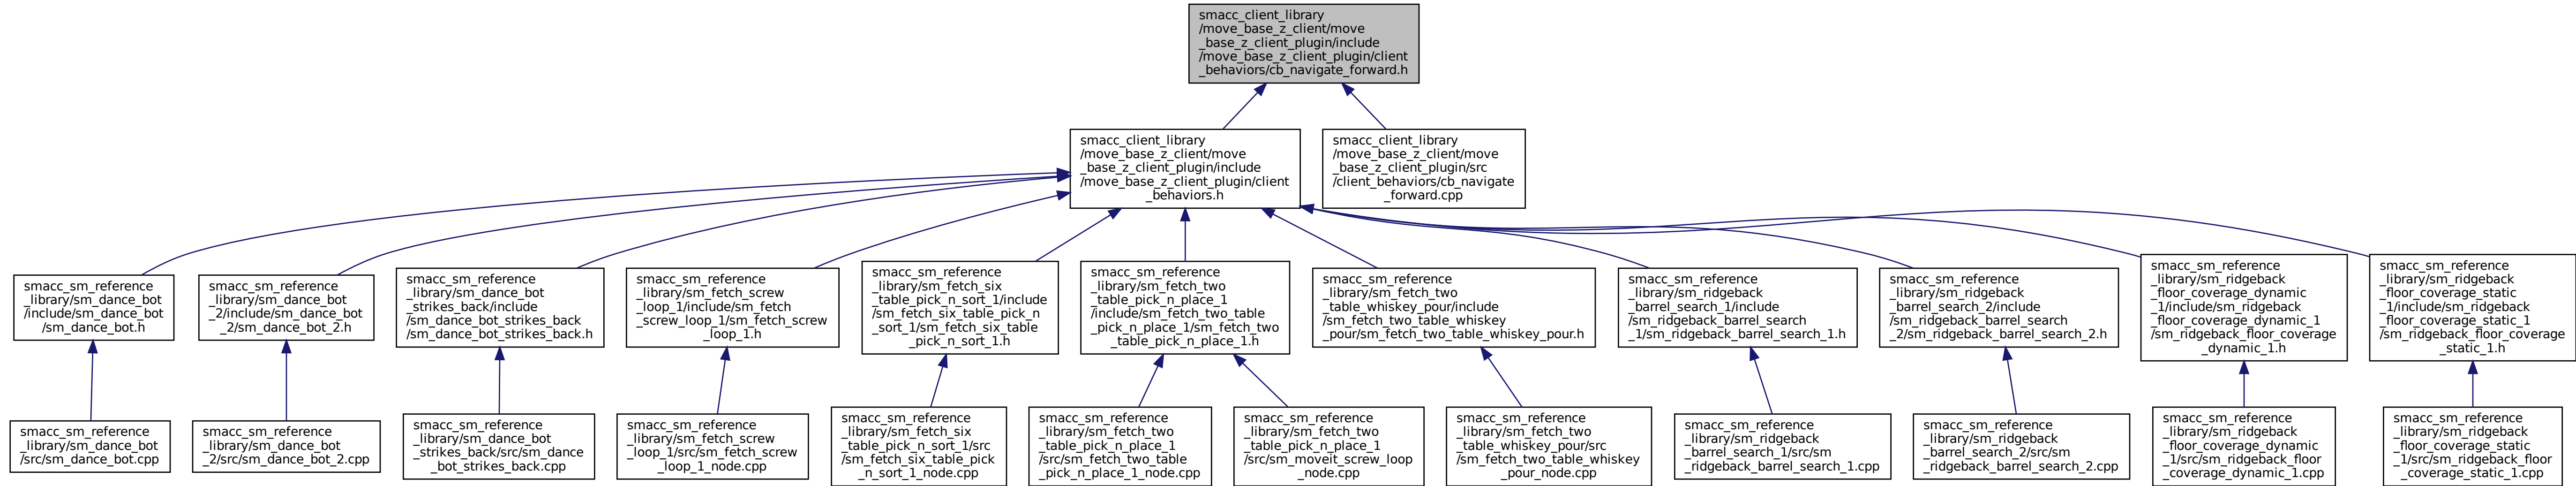 smacc_client_library
/move_base_z_client/move
_base_z_client_plugin/include
/move_base_z_client_plugin/client
_behaviors/cb_navigate_forward.h
smacc_client_library
/move_base_z_client/move
_base_z_client_plugin/include
/move_base_z_client_plugin/client
_behaviors.h
smacc_client_library
/move_base_z_client/move
_base_z_client_plugin/src
/client_behaviors/cb_navigate
_forward.cpp
smacc_sm_reference
_library/sm_dance_bot
/include/sm_dance_bot
/sm_dance_bot.h
smacc_sm_reference
_library/sm_dance_bot
_2/include/sm_dance_bot
_2/sm_dance_bot_2.h
smacc_sm_reference
_library/sm_dance_bot
_strikes_back/include
/sm_dance_bot_strikes_back
/sm_dance_bot_strikes_back.h
smacc_sm_reference
_library/sm_fetch_screw
_loop_1/include/sm_fetch
_screw_loop_1/sm_fetch_screw
_loop_1.h
smacc_sm_reference
_library/sm_fetch_six
_table_pick_n_sort_1/include
/sm_fetch_six_table_pick_n
_sort_1/sm_fetch_six_table
_pick_n_sort_1.h
smacc_sm_reference
_library/sm_fetch_two
_table_pick_n_place_1
/include/sm_fetch_two_table
_pick_n_place_1/sm_fetch_two
_table_pick_n_place_1.h
smacc_sm_reference
_library/sm_fetch_two
_table_whiskey_pour/include
/sm_fetch_two_table_whiskey
_pour/sm_fetch_two_table_whiskey_pour.h
smacc_sm_reference
_library/sm_ridgeback
_barrel_search_1/include
/sm_ridgeback_barrel_search
_1/sm_ridgeback_barrel_search_1.h
smacc_sm_reference
_library/sm_ridgeback
_barrel_search_2/include
/sm_ridgeback_barrel_search
_2/sm_ridgeback_barrel_search_2.h
smacc_sm_reference
_library/sm_ridgeback
_floor_coverage_dynamic
_1/include/sm_ridgeback
_floor_coverage_dynamic_1
/sm_ridgeback_floor_coverage
_dynamic_1.h
smacc_sm_reference
_library/sm_ridgeback
_floor_coverage_static
_1/include/sm_ridgeback
_floor_coverage_static_1
/sm_ridgeback_floor_coverage
_static_1.h
smacc_sm_reference
_library/sm_dance_bot
/src/sm_dance_bot.cpp
smacc_sm_reference
_library/sm_dance_bot
_2/src/sm_dance_bot_2.cpp
smacc_sm_reference
_library/sm_dance_bot
_strikes_back/src/sm_dance
_bot_strikes_back.cpp
smacc_sm_reference
_library/sm_fetch_screw
_loop_1/src/sm_fetch_screw
_loop_1_node.cpp
smacc_sm_reference
_library/sm_fetch_six
_table_pick_n_sort_1/src
/sm_fetch_six_table_pick
_n_sort_1_node.cpp
smacc_sm_reference
_library/sm_fetch_two
_table_pick_n_place_1
/src/sm_fetch_two_table
_pick_n_place_1_node.cpp
smacc_sm_reference
_library/sm_fetch_two
_table_pick_n_place_1
/src/sm_moveit_screw_loop
_node.cpp
smacc_sm_reference
_library/sm_fetch_two
_table_whiskey_pour/src
/sm_fetch_two_table_whiskey
_pour_node.cpp
smacc_sm_reference
_library/sm_ridgeback
_barrel_search_1/src/sm
_ridgeback_barrel_search_1.cpp
smacc_sm_reference
_library/sm_ridgeback
_barrel_search_2/src/sm
_ridgeback_barrel_search_2.cpp
smacc_sm_reference
_library/sm_ridgeback
_floor_coverage_dynamic
_1/src/sm_ridgeback_floor
_coverage_dynamic_1.cpp
smacc_sm_reference
_library/sm_ridgeback
_floor_coverage_static
_1/src/sm_ridgeback_floor
_coverage_static_1.cpp